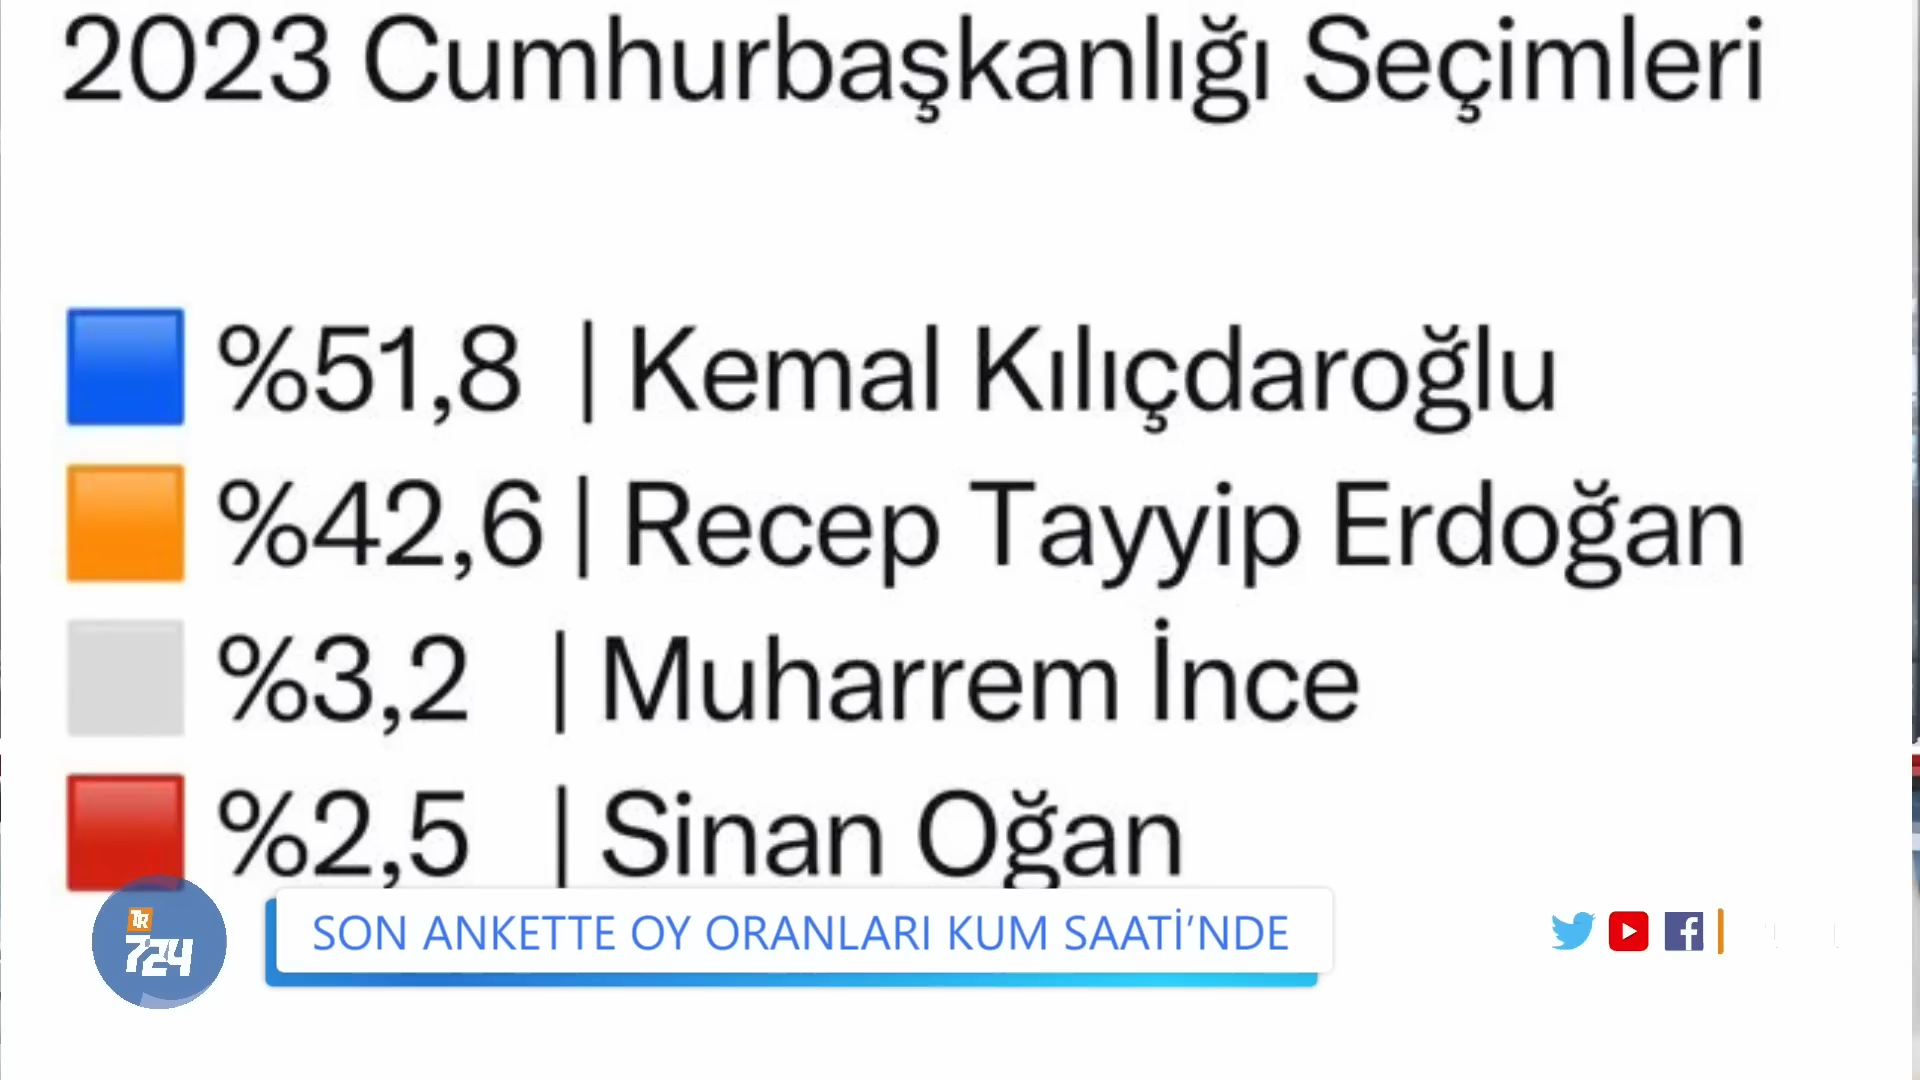 2023 Cumhurbaşkanlığı Seçimleri
%51,8 | Kemal Kılıçdaroğlu
%42,6 | Recep Tayyip Erdoğan
%3,2 | Muharrem İnce
%2,5 | Sinan Oğan
TR
724
SON ANKETTE OY ORANLARI KUM SAATİ'NDE